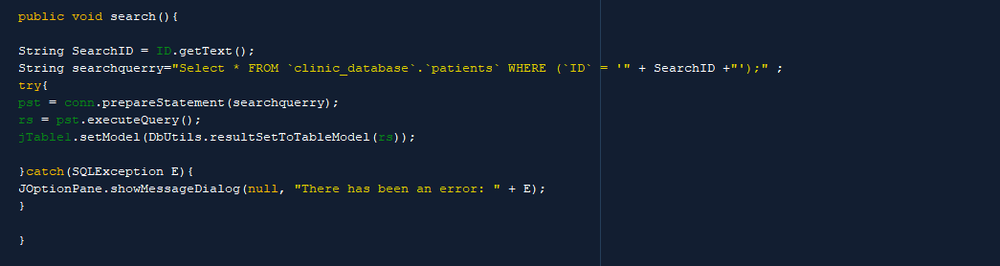 public void search(){
String SearchID = ID.getText();
String searchquerry="Select * FROM `clinic_database`.`patients` WHERE (`ID` = '" + SearchID +"');" ;
try{
pst = conn.prepareStatement(searchquerry);
rs = pst.executeQuery();
jTable1.setModel(DbUtils.resultSetToTableModel(rs));
}catch(SQLException E){
JOptionPane.showMessageDialog(null, "There has been an error: " + E);
}
}